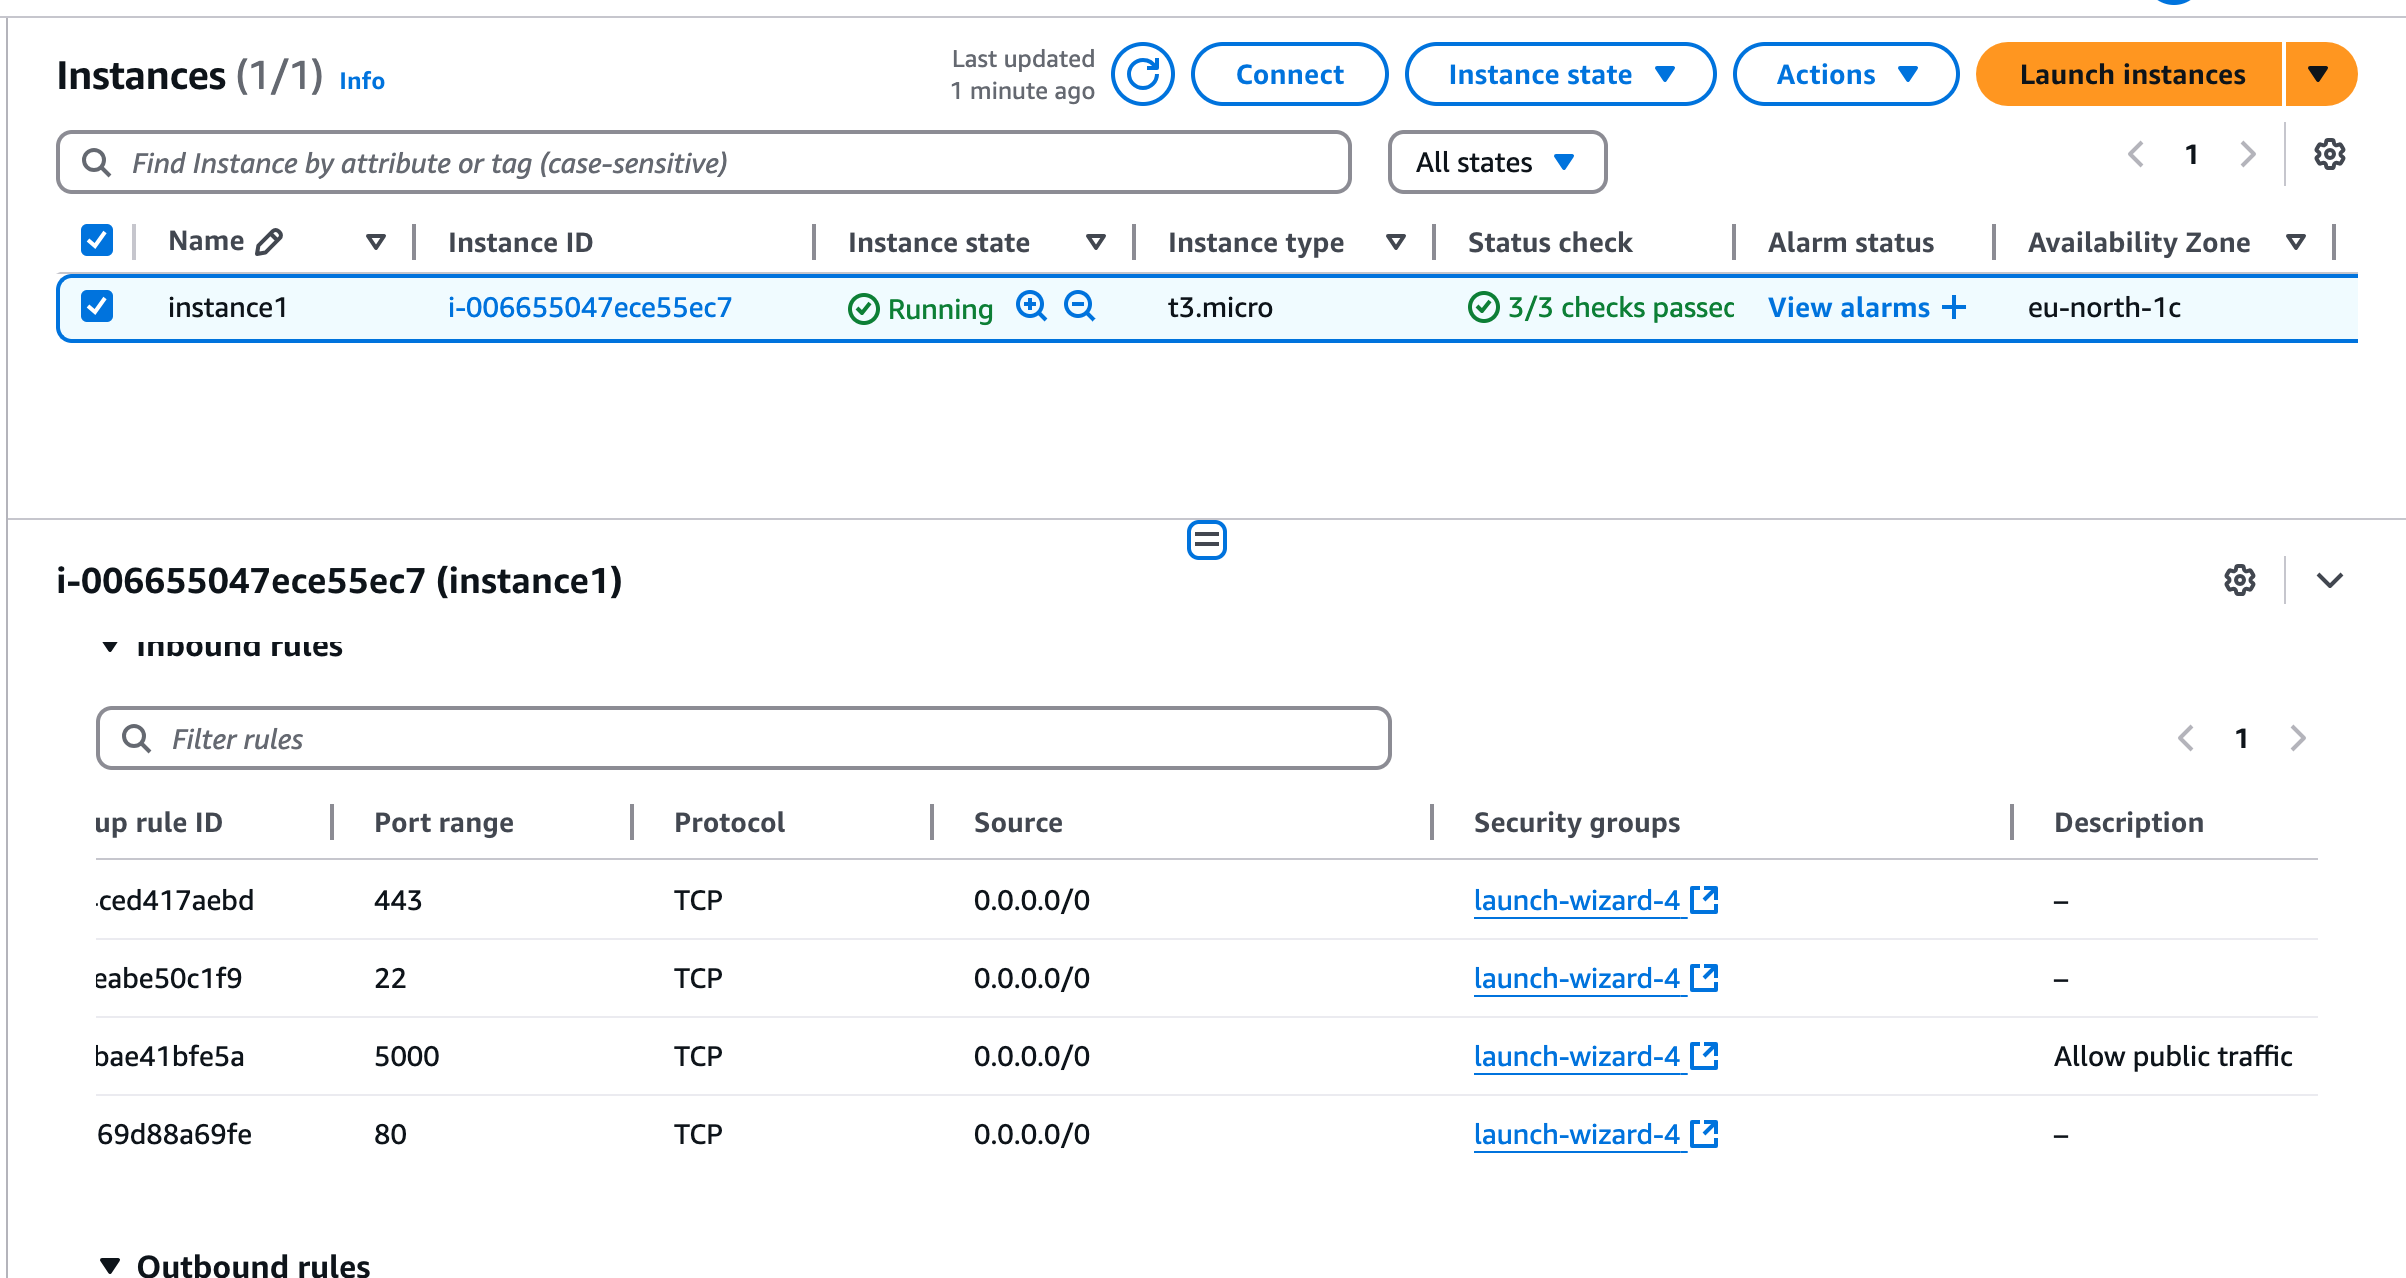 Instances (1/1) Info
Last updated
1 minute ago
Connect
Instance state
Actions
Launch instances
Find Instance by attribute or tag (case-sensitive)
All states
1
Name Instance ID Instance state Instance type Status check Alarm status Availability Zone
instance1 i-006655047ece55ec7 Running t3.micro 3/3 checks passed View alarms + eu-north-1c
i-006655047ece55ec7 (instance1)
Inbound rules
Filter rules
1
up rule ID Port range Protocol Source Security groups Description
ced417aebd 443 TCP 0.0.0.0/0 launch-wizard-4 –
eabe50c1f9 22 TCP 0.0.0.0/0 launch-wizard-4 –
bae41bfe5a 5000 TCP 0.0.0.0/0 launch-wizard-4 Allow public traffic
69d88a69fe 80 TCP 0.0.0.0/0 launch-wizard-4 –
Outbound rules